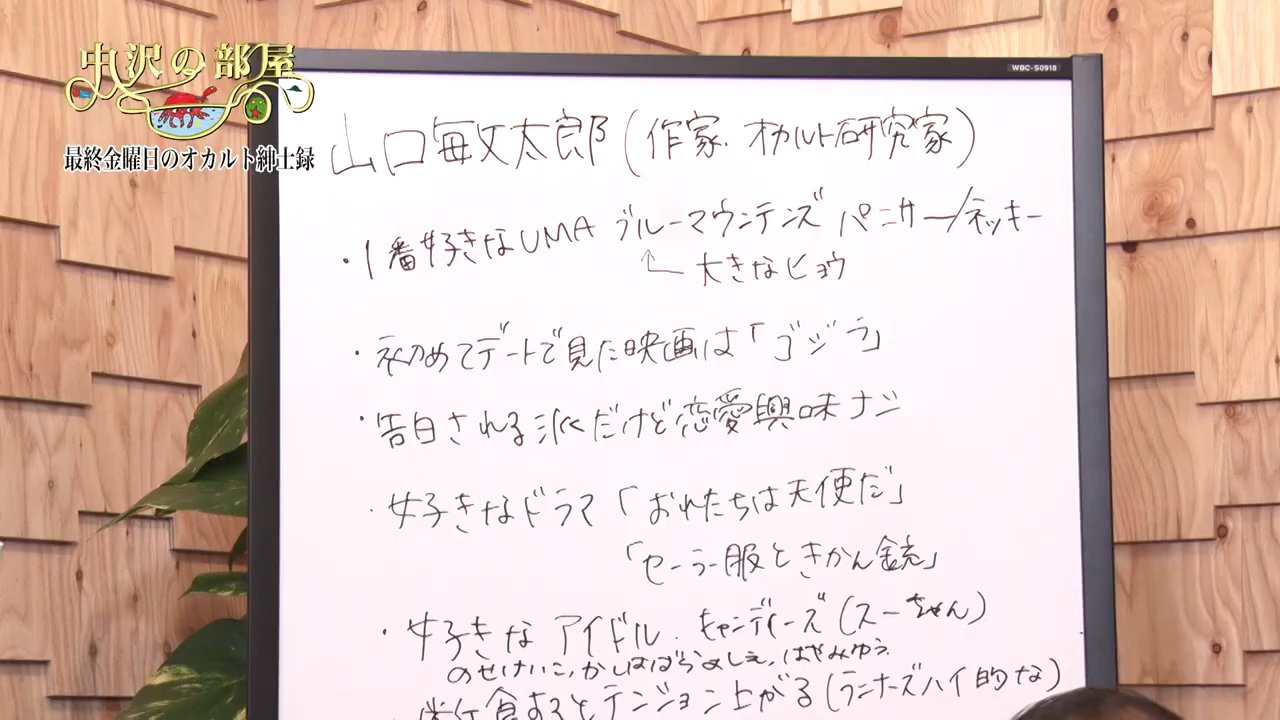 中沢の部屋
最終金曜日のオカルト紳士録
WBC-S0918
山口敏文太郎(作家.オカルト研究家)
・1番好きなUMA ブルーマウンテンズ パニサー/ネッキー
↑大きなヒョウ
・初めてデートで見た映画は「ゴジラ」
・告白される派だけど恋愛興味ナシ
・好きなドラマ「おれたちは天使だ」
「セーラー服ときかん銃」
・好きなアイドル.キャンディーズ(スーちゃん)
のせけいこ,かしはばらよしえ,はやみゆう
食するとテンション上がる(ランナーズハイ的な)